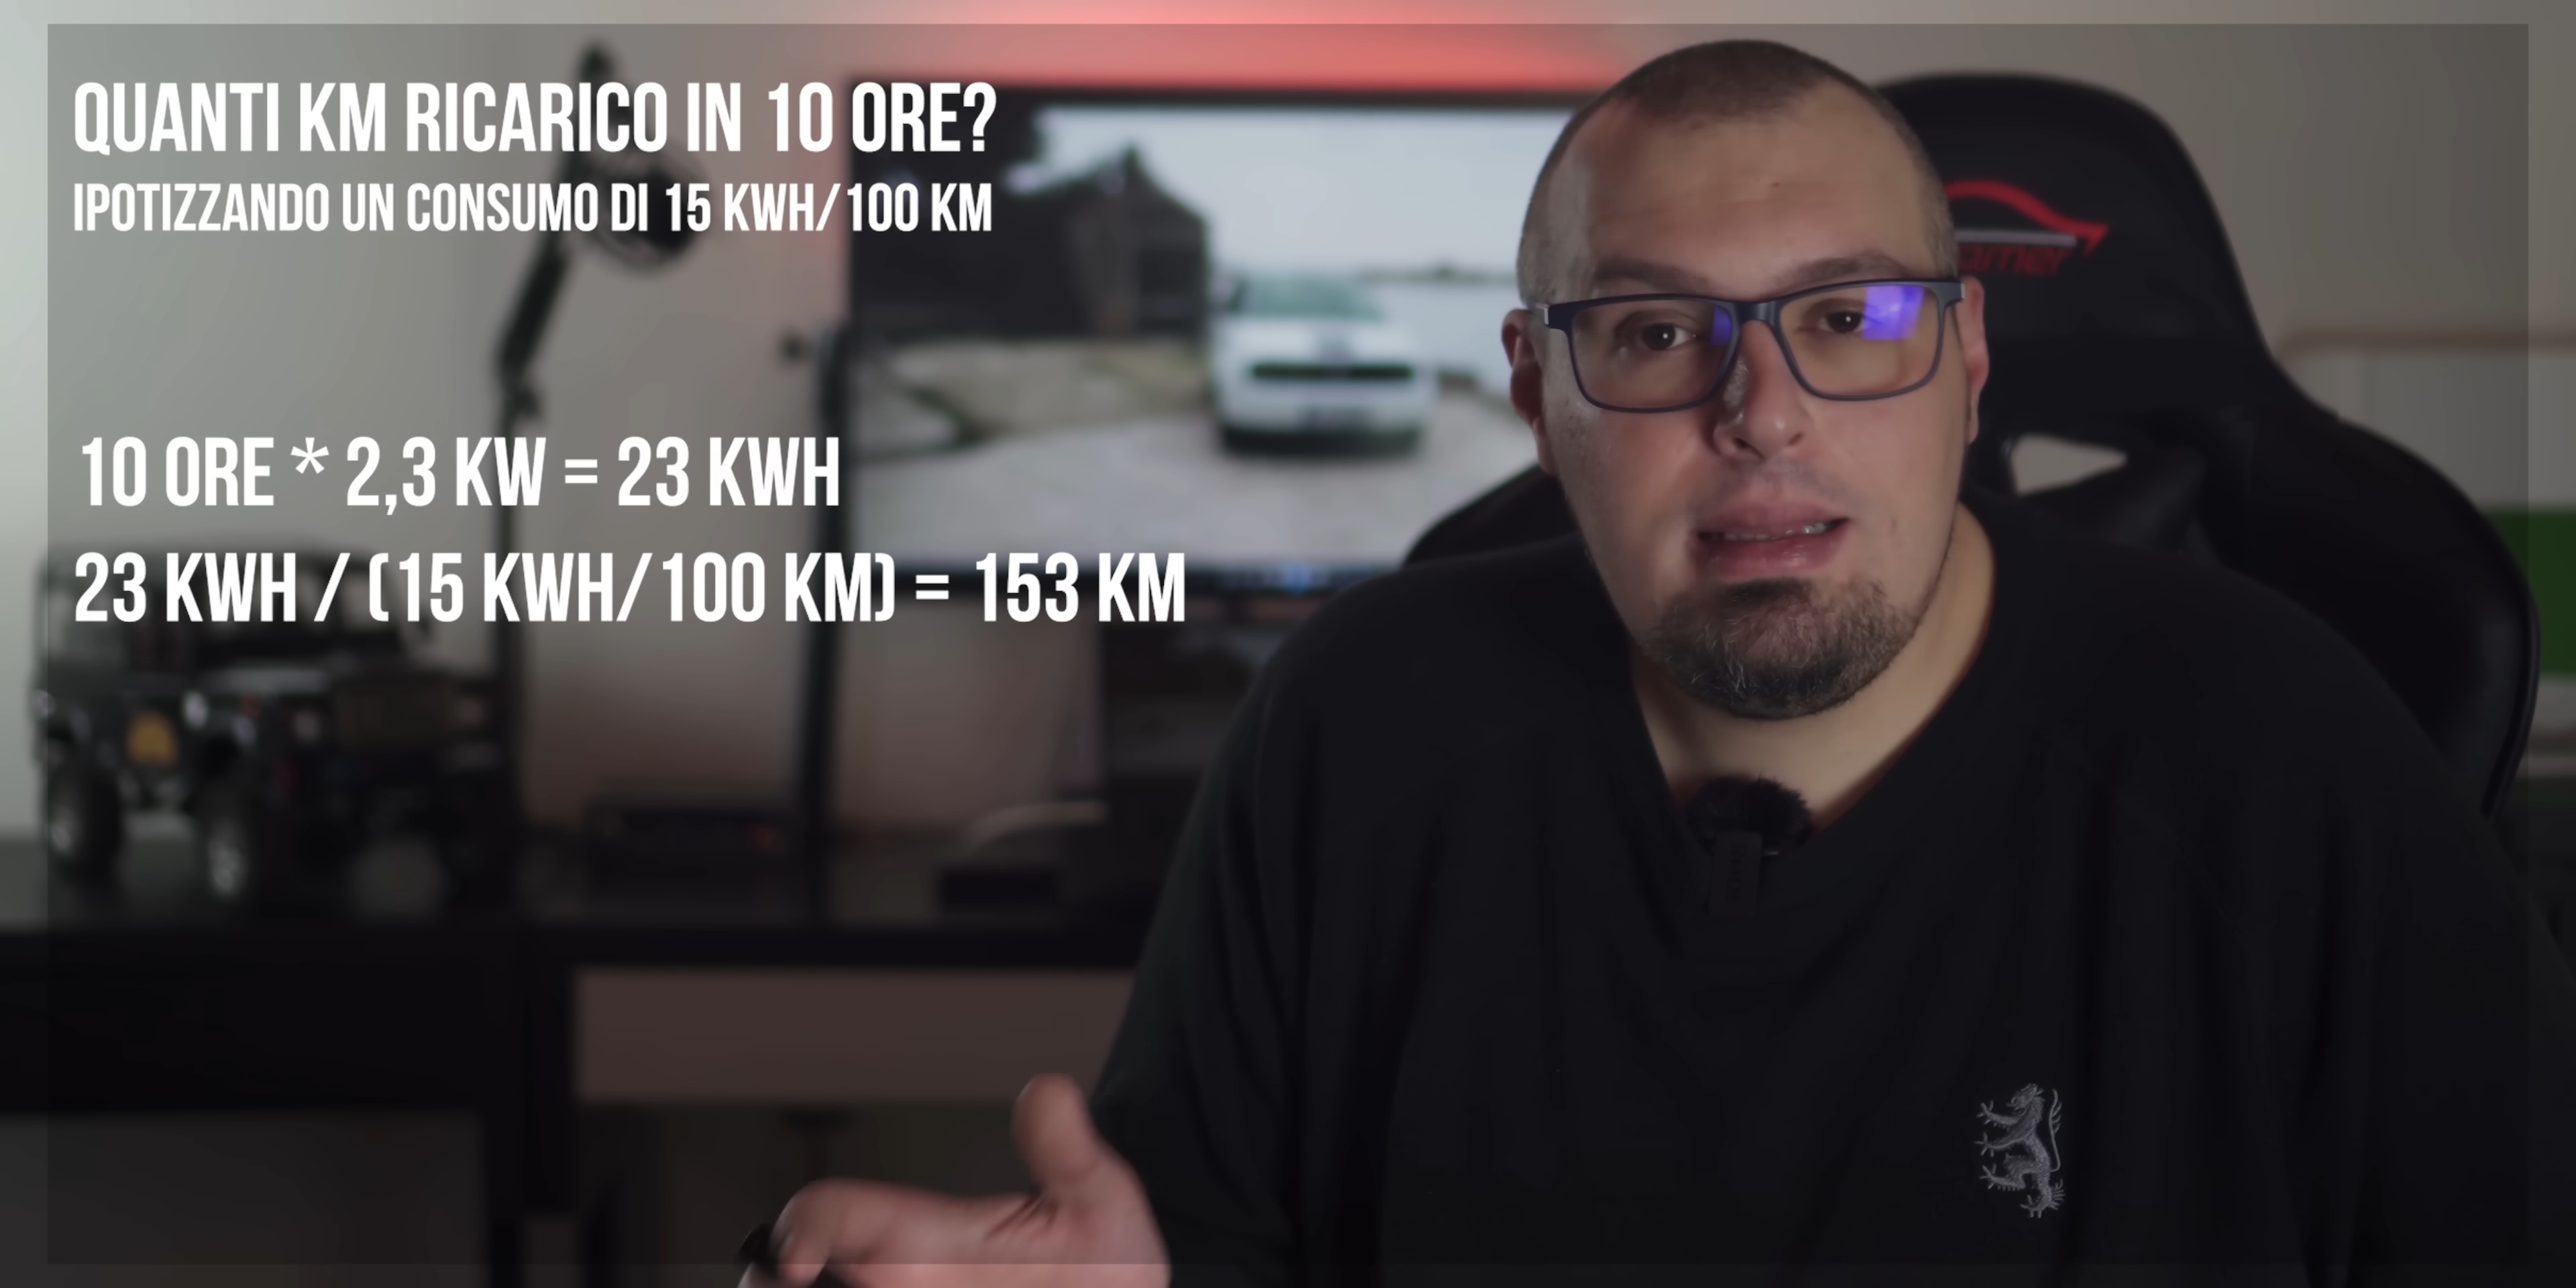 QUANTI KM RICARICO IN 10 ORE?
IPOTIZZANDO UN CONSUMO DI 15 KWH/100 KM
10 ORE * 2,3 KW = 23 KWH
23 KWH / (15 KWH/100 KM) = 153 KM